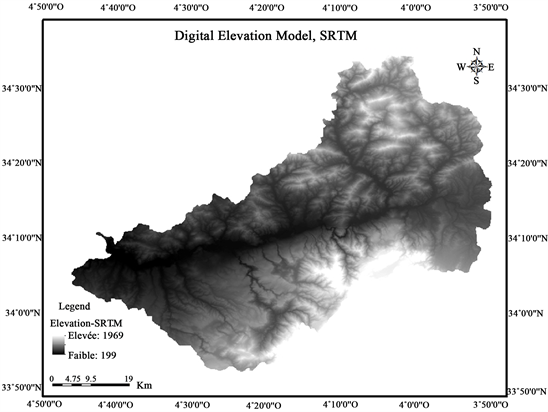 4°50'0"W 4°40'0"W 4°30'0"W 4°20'0"W 4°10'0"W 4°0'0"W 3°50'0"W
Digital Elevation Model, SRTM
N
W E
S
34°30'0"N 34°30'0"N
34°20'0"N 34°20'0"N
34°10'0"N 34°10'0"N
34°0'0"N 34°0'0"N
33°50'0"N 33°50'0"N
Legend
Elevation-SRTM
Elevée: 1969
Faible: 199
0 4.75 9.5 19
Km
4°50'0"W 4°40'0"W 4°30'0"W 4°20'0"W 4°10'0"W 4°0'0"W 3°50'0"W